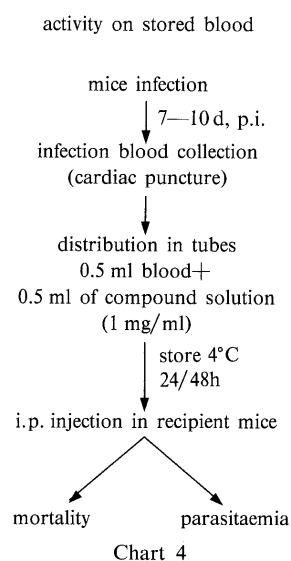 activity on stored blood
mice infection
7—10 d, p.i.
infection blood collection
(cardiac puncture)
distribution in tubes
0.5 ml blood+
0.5 ml of compound solution
(1 mg/ml)
store 4°C
24/48h
i.p. injection in recipient mice
mortality parasitaemia
Chart 4